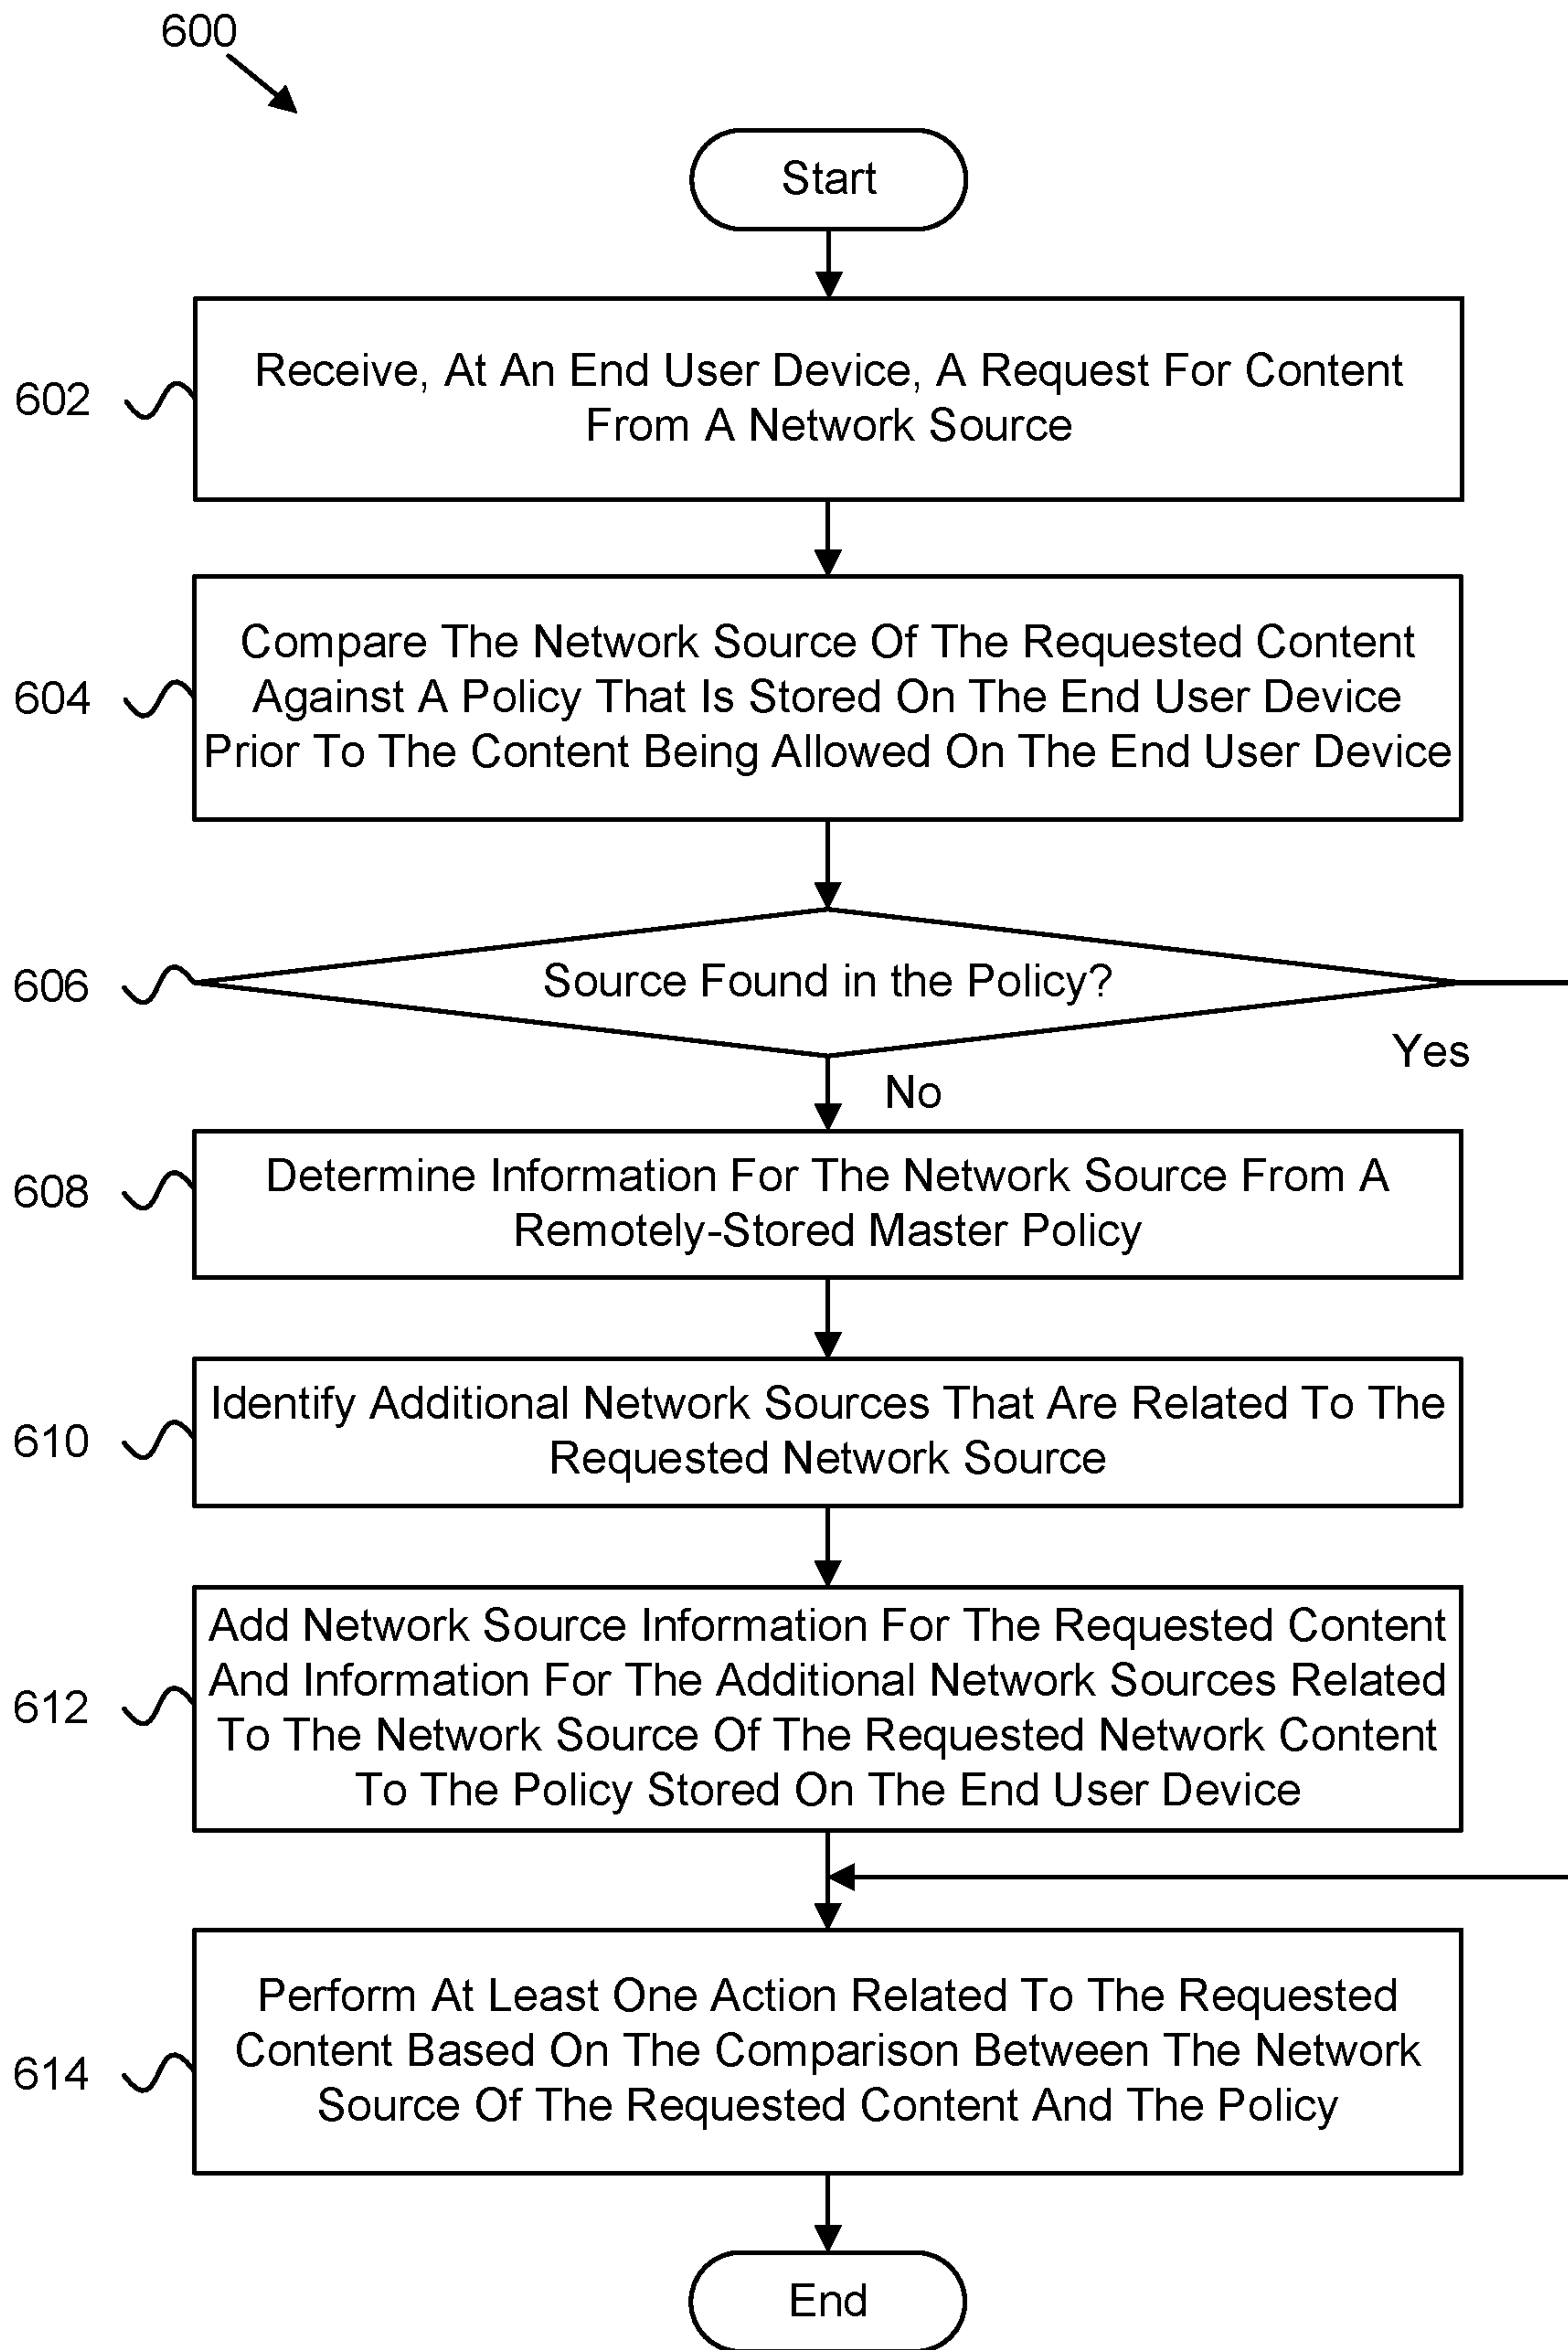 600
Start
602
Receive, At An End User Device, A Request For Content
From A Network Source
604
Compare The Network Source Of The Requested Content
Against A Policy That Is Stored On The End User Device
Prior To The Content Being Allowed On The End User Device
606
Source Found in the Policy?
Yes
No
608
Determine Information For The Network Source From A
Remotely-Stored Master Policy
610
Identify Additional Network Sources That Are Related To The
Requested Network Source
612
Add Network Source Information For The Requested Content
And Information For The Additional Network Sources Related
To The Network Source Of The Requested Network Content
To The Policy Stored On The End User Device
614
Perform At Least One Action Related To The Requested
Content Based On The Comparison Between The Network
Source Of The Requested Content And The Policy
End